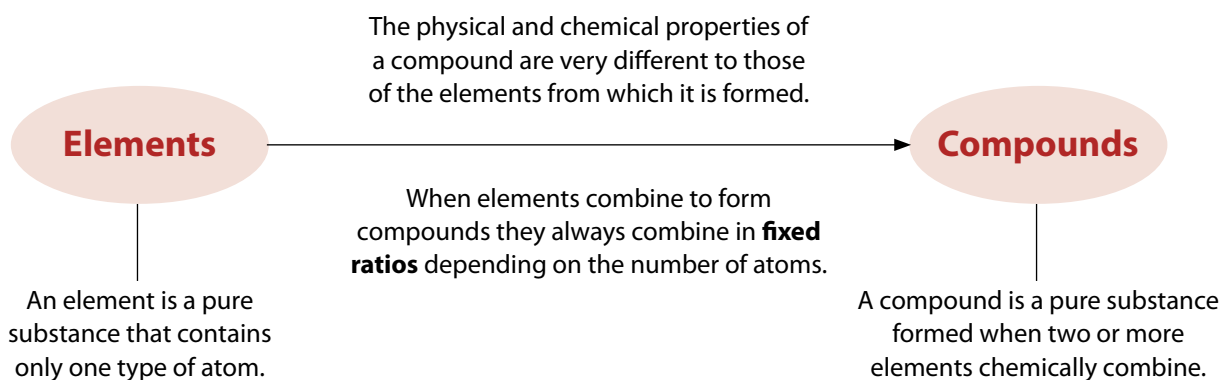 The physical and chemical properties of
a compound are very different to those
of the elements from which it is formed.
Elements
Compounds
When elements combine to form
compounds they always combine in fixed
ratios depending on the number of atoms.
An element is a pure
substance that contains
only one type of atom.
A compound is a pure substance
formed when two or more
elements chemically combine.